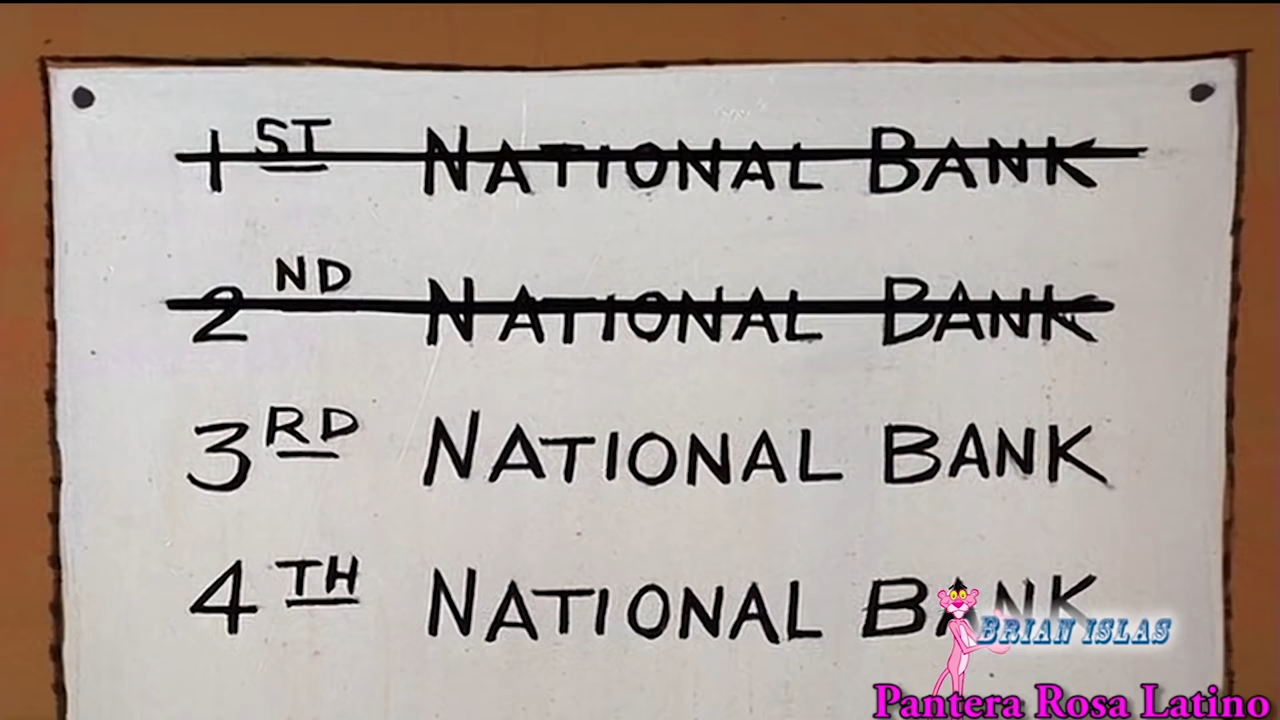 1ST NATIONAL BANK
2ND NATIONAL BANK
3RD NATIONAL BANK
4TH NATIONAL BANK
BRIAN ISLAS
Pantera Rosa Latino